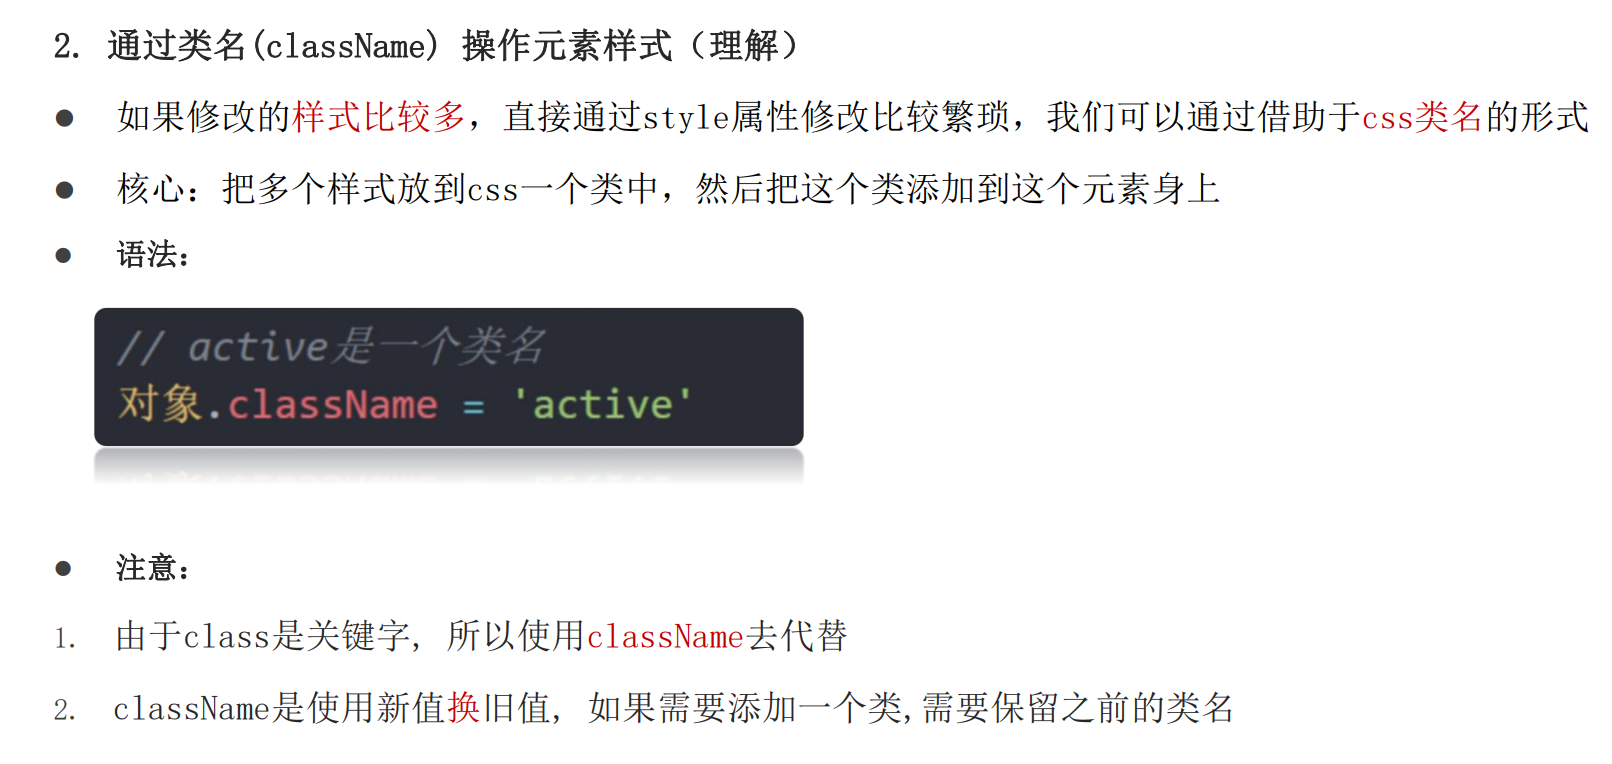 2. 通过类名(className) 操作元素样式（理解）
● 如果修改的样式比较多，直接通过style属性修改比较繁琐，我们可以通过借助于css类名的形式
● 核心：把多个样式放到css一个类中，然后把这个类添加到这个元素身上
● 语法：
// active是一个类名
对象.className = 'active'
● 注意：
1. 由于class是关键字, 所以使用className去代替
2. className是使用新值换旧值, 如果需要添加一个类,需要保留之前的类名